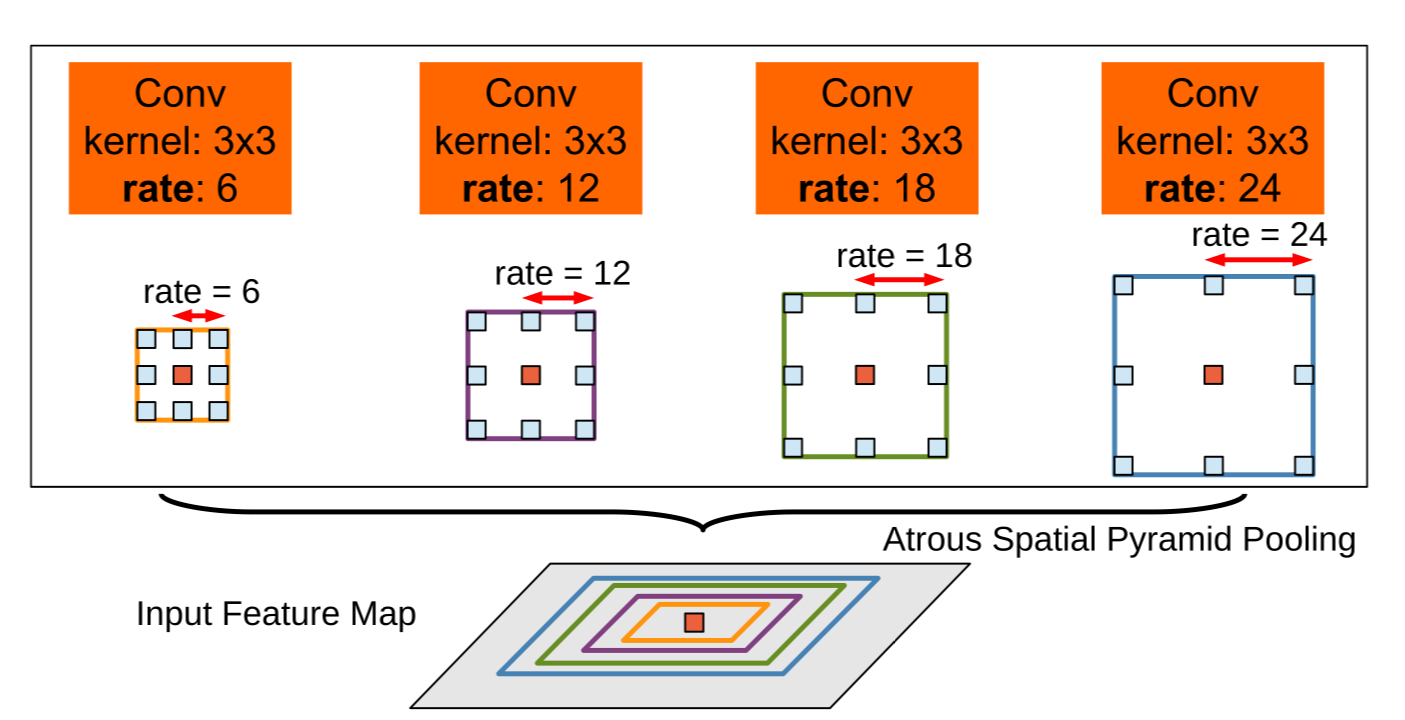 Conv
kernel: 3x3
rate: 6
Conv
kernel: 3x3
rate: 12
Conv
kernel: 3x3
rate: 18
Conv
kernel: 3x3
rate: 24
rate = 6
rate = 12
rate = 18
rate = 24
Atrous Spatial Pyramid Pooling
Input Feature Map